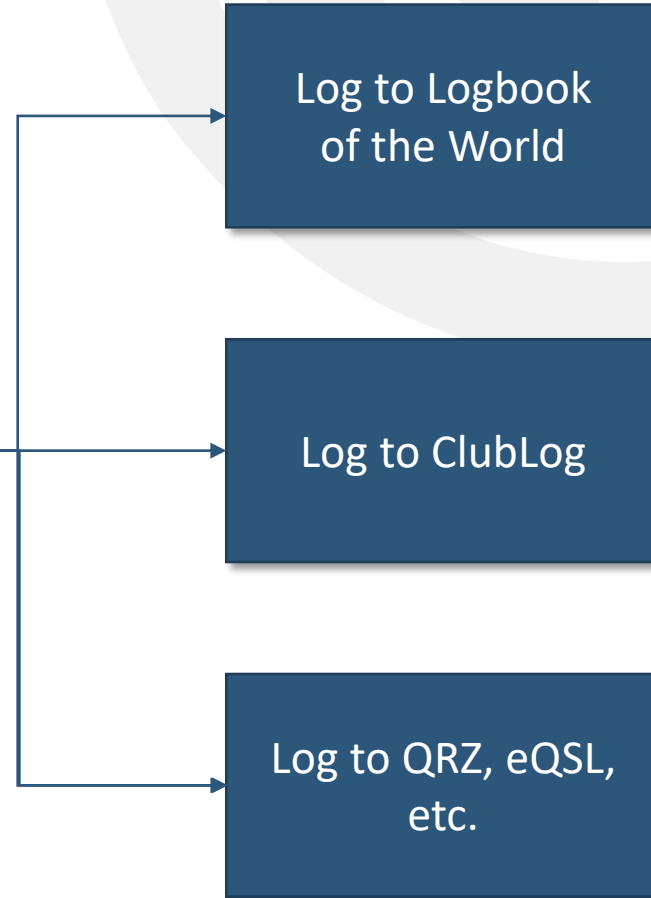 Log to Logbook
of the World
Log to ClubLog
Log to QRZ, eQSL,
etc.